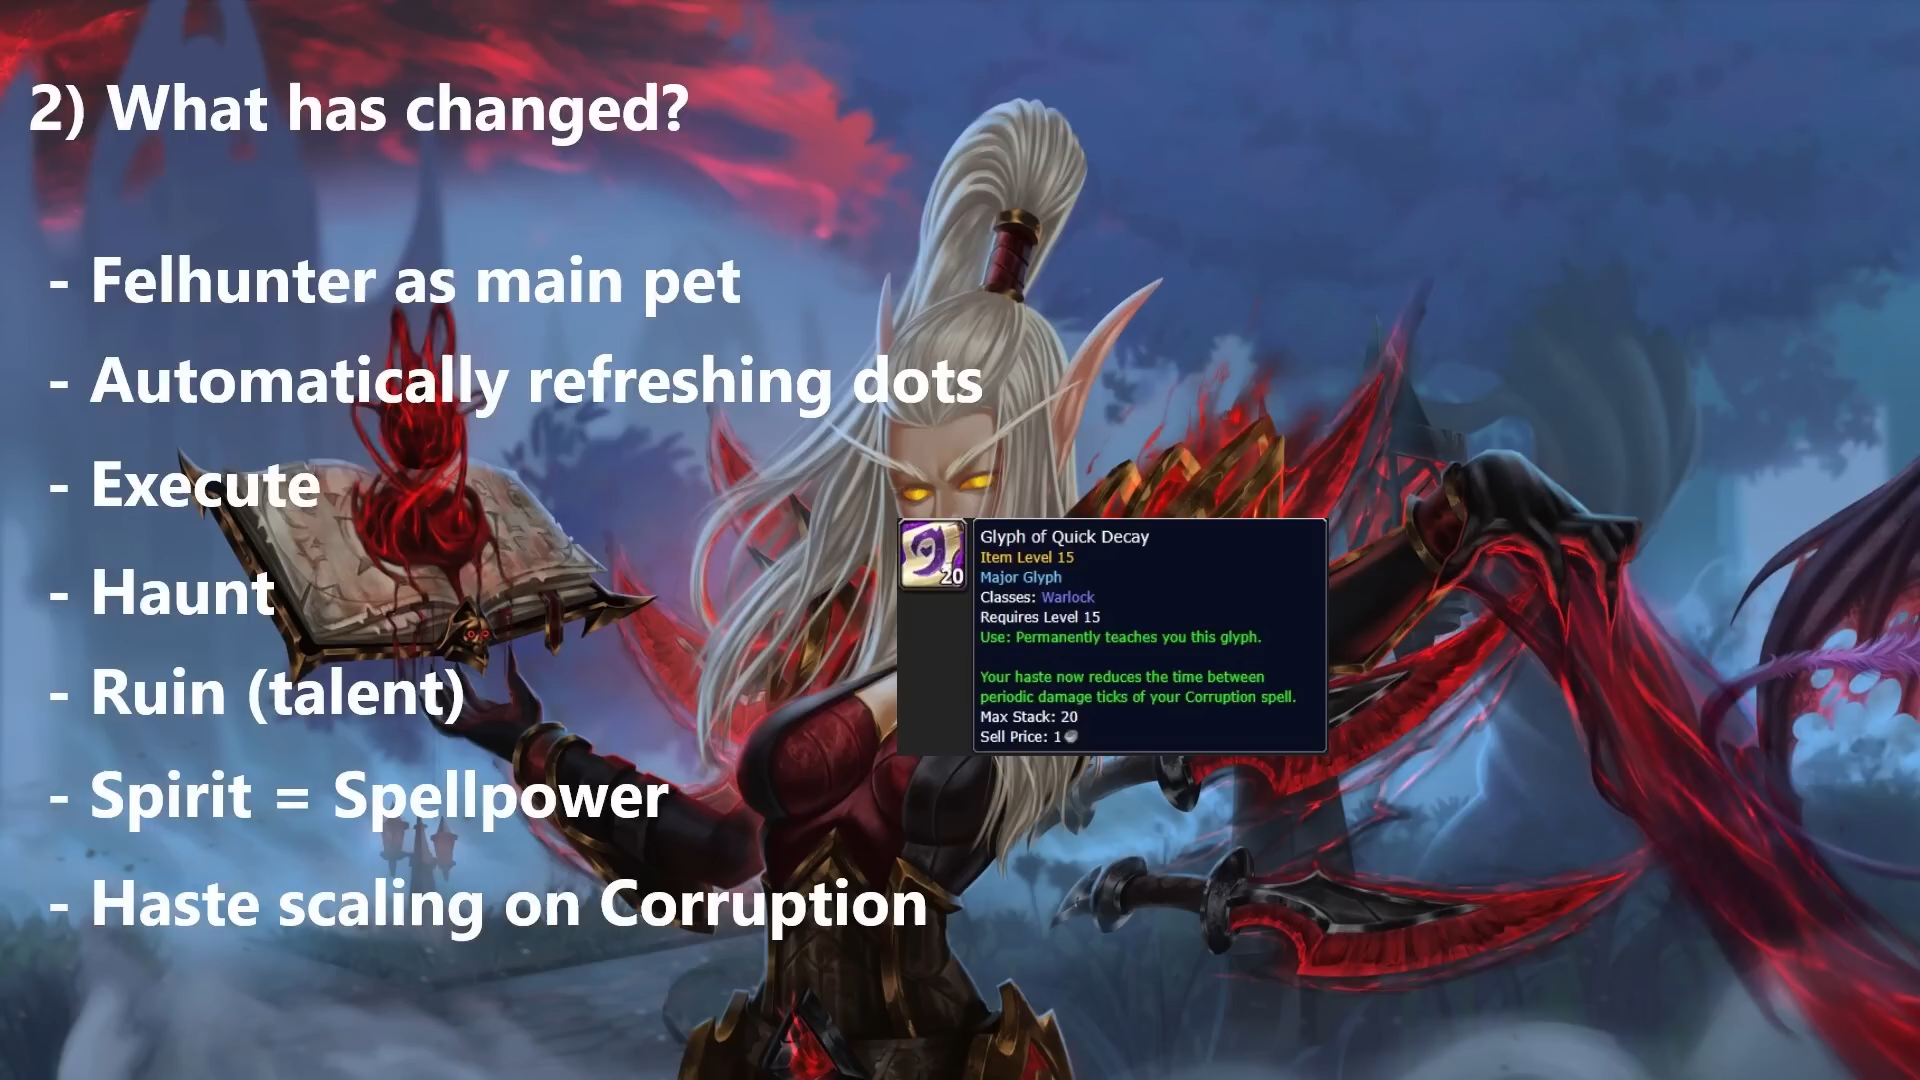 2) What has changed?
- Felhunter as main pet
- Automatically refreshing dots
- Execute
- Haunt
- Ruin (talent)
- Spirit = Spellpower
- Haste scaling on Corruption
20
Glyph of Quick Decay
Item Level 15
Major Glyph
Classes: Warlock
Requires Level 15
Use: Permanently teaches you this glyph.
Your haste now reduces the time between
periodic damage ticks of your Corruption spell.
Max Stack: 20
Sell Price: 1